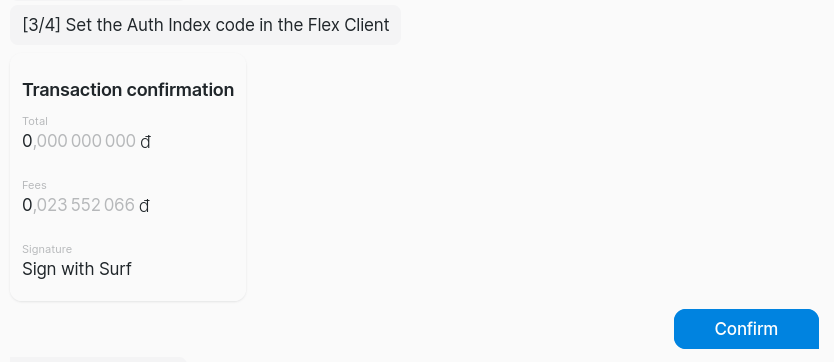 [3/4] Set the Auth Index code in the Flex Client
Transaction confirmation
Total
0,000 000 000 đ
Fees
0,023 552 066 đ
Signature
Sign with Surf
Confirm